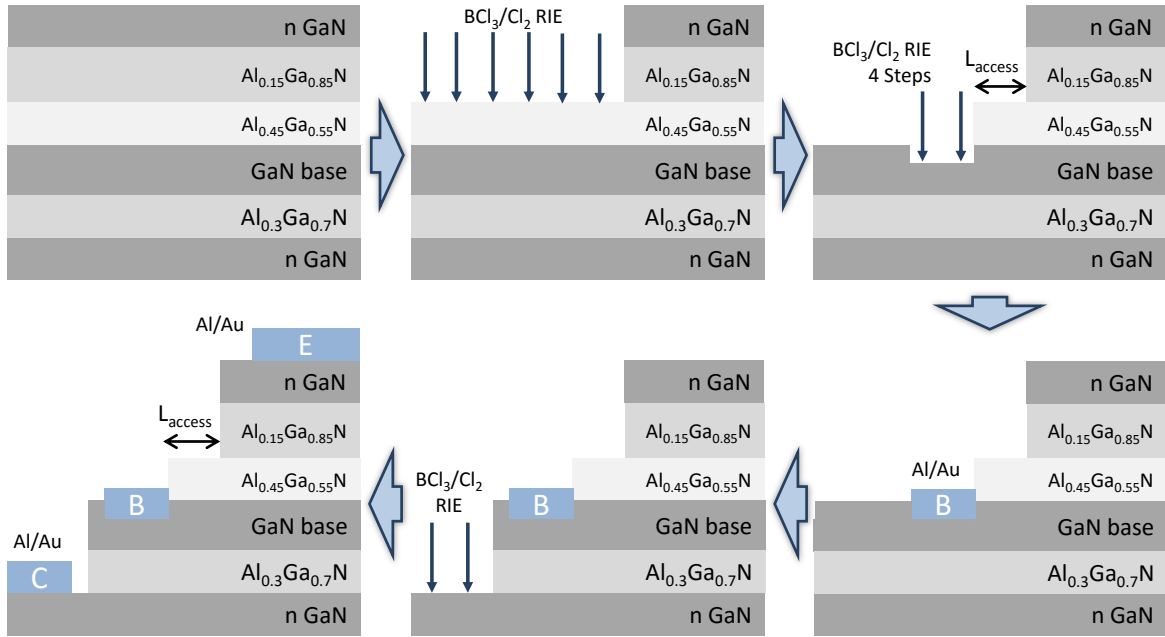 n GaN
Al0.15Ga0.85N
Al0.45Ga0.55N
GaN base
Al0.3Ga0.7N
n GaN
BCl3/Cl2 RIE
n GaN
Al0.15Ga0.85N
Al0.45Ga0.55N
GaN base
Al0.3Ga0.7N
n GaN
BCl3/Cl2 RIE
4 Steps
Laccess
n GaN
Al0.15Ga0.85N
Al0.45Ga0.55N
GaN base
Al0.3Ga0.7N
n GaN
Al/Au
E
n GaN
Laccess
Al0.15Ga0.85N
Al0.45Ga0.55N
B
GaN base
Al/Au
C
Al0.3Ga0.7N
n GaN
n GaN
Al0.15Ga0.85N
BCl3/Cl2
RIE
Al0.45Ga0.55N
B
GaN base
Al0.3Ga0.7N
n GaN
n GaN
Al0.15Ga0.85N
Al/Au
Al0.45Ga0.55N
B
GaN base
Al0.3Ga0.7N
n GaN